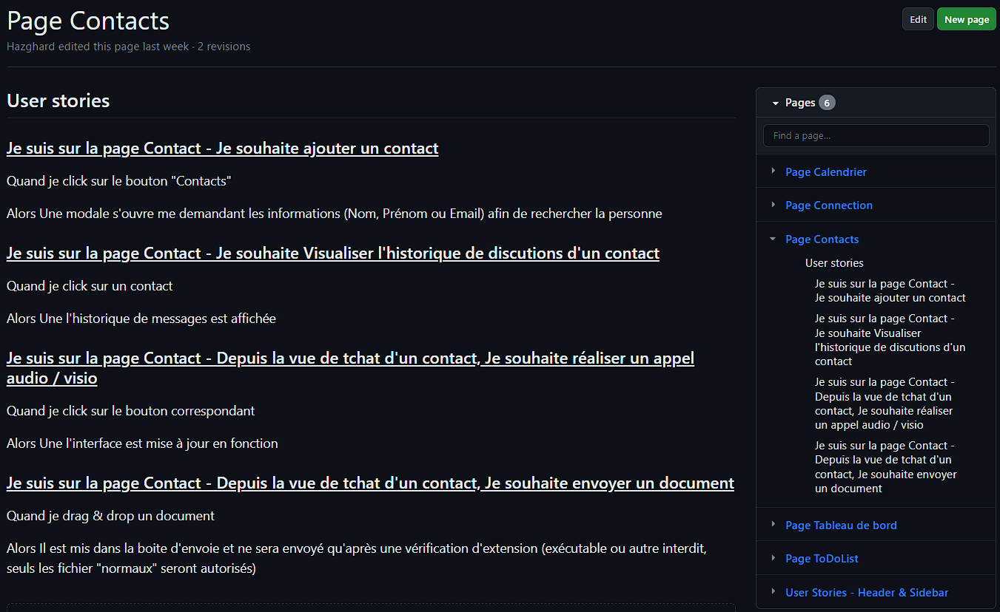 Page Contacts
Edit
New page
Hazghard edited this page last week · 2 revisions
User stories
Je suis sur la page Contact - Je souhaite ajouter un contact
Quand je click sur le bouton "Contacts"
Alors Une modale s'ouvre me demandant les informations (Nom, Prénom ou Email) afin de rechercher la personne
Je suis sur la page Contact - Je souhaite Visualiser l'historique de discutions d'un contact
Quand je click sur un contact
Alors Une l'historique de messages est affichée
Je suis sur la page Contact - Depuis la vue de tchat d'un contact, Je souhaite réaliser un appel
audio / visio
Quand je click sur le bouton correspondant
Alors Une l'interface est mise à jour en fonction
Je suis sur la page Contact - Depuis la vue de tchat d'un contact, Je souhaite envoyer un document
Quand je drag & drop un document
Alors Il est mis dans la boite d'envoie et ne sera envoyé qu'après une vérification d'extension (exécutable ou autre interdit,
seuls les fichier "normaux" seront autorisés)
Pages 6
Find a page...
Page Calendrier
Page Connection
Page Contacts
User stories
Je suis sur la page Contact -
Je souhaite ajouter un contact
Je suis sur la page Contact -
Je souhaite Visualiser
l'historique de discutions d'un
contact
Je suis sur la page Contact -
Depuis la vue de tchat d'un
contact, Je souhaite réaliser
un appel audio / visio
Je suis sur la page Contact -
Depuis la vue de tchat d'un
contact, Je souhaite envoyer
un document
Page Tableau de bord
Page ToDoList
User Stories - Header & Sidebar